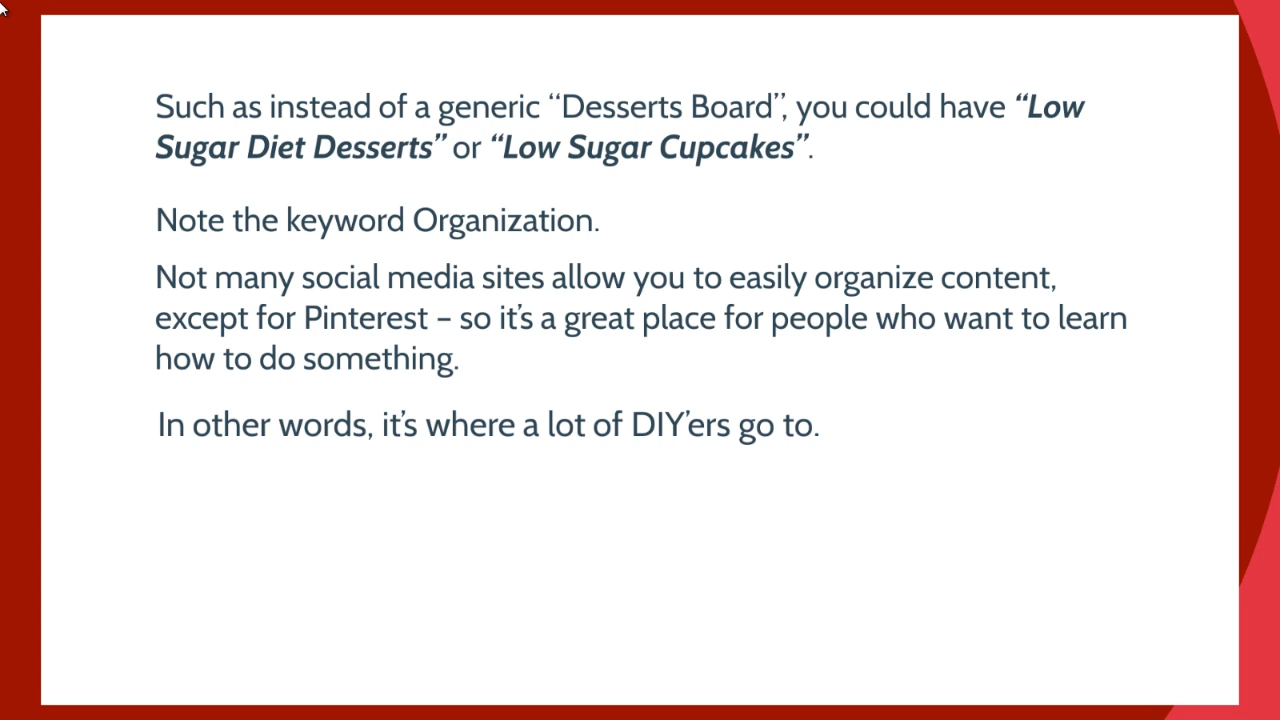 Such as instead of a generic “Desserts Board”, you could have “Low
Sugar Diet Desserts” or “Low Sugar Cupcakes”.
Note the keyword Organization.
Not many social media sites allow you to easily organize content,
except for Pinterest – so it’s a great place for people who want to learn
how to do something.
In other words, it’s where a lot of DIY’ers go to.